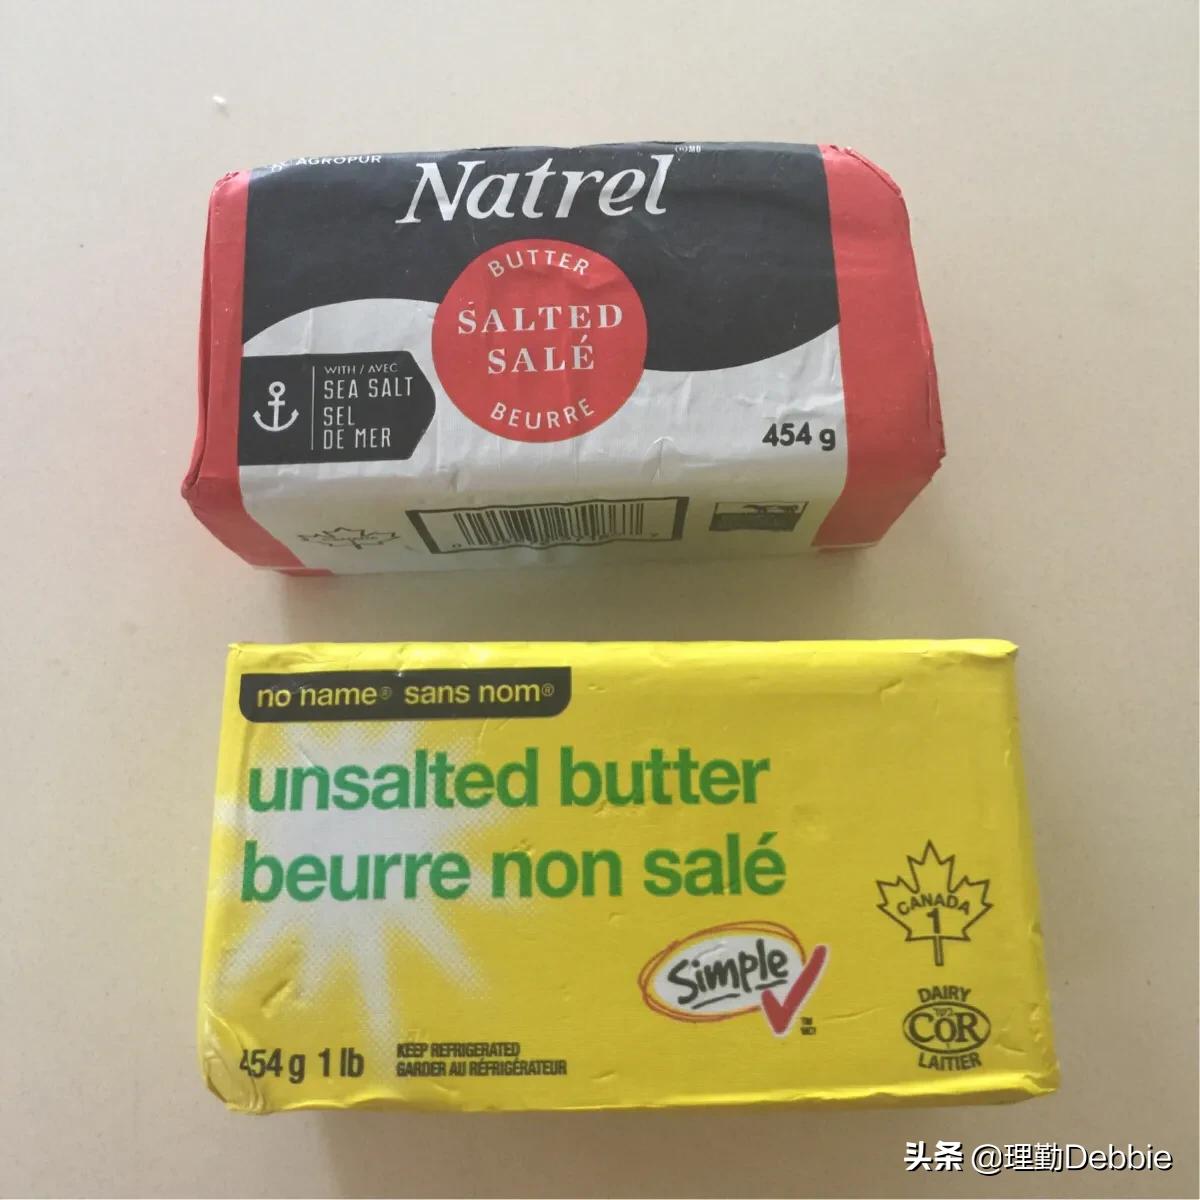 AGROPUR
Natrel
MD
BUTTER
SALTED
SALÉ
BEURRE
WITH / AVEC
SEA SALT
SEL
DE MER
454 g
no name® sans nom®
unsalted butter
beurre non salé
CANADA
1
Simple
DAIRY
COR
LAITIER
454 g 1 lb
KEEP REFRIGERATED
GARDER AU RÉFRIGÉRATEUR
头条 @理勤Debbie